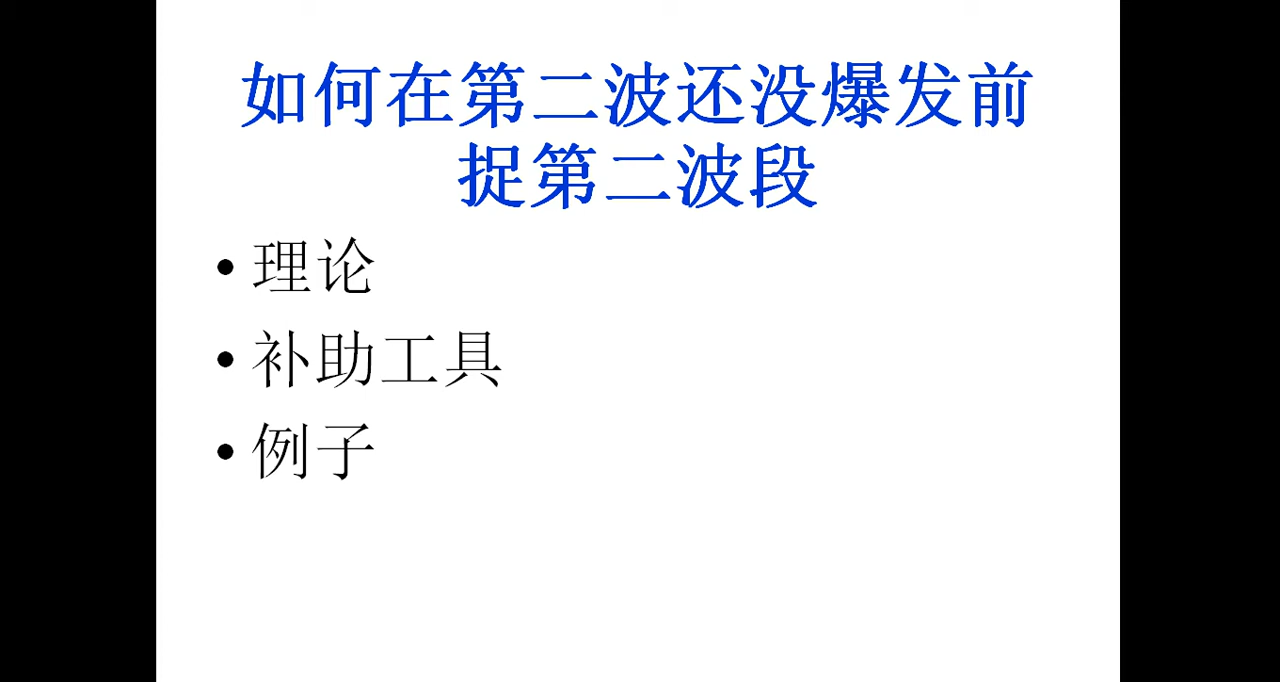 如何在第二波还没爆发前
捉第二波段
• 理论
• 补助工具
• 例子